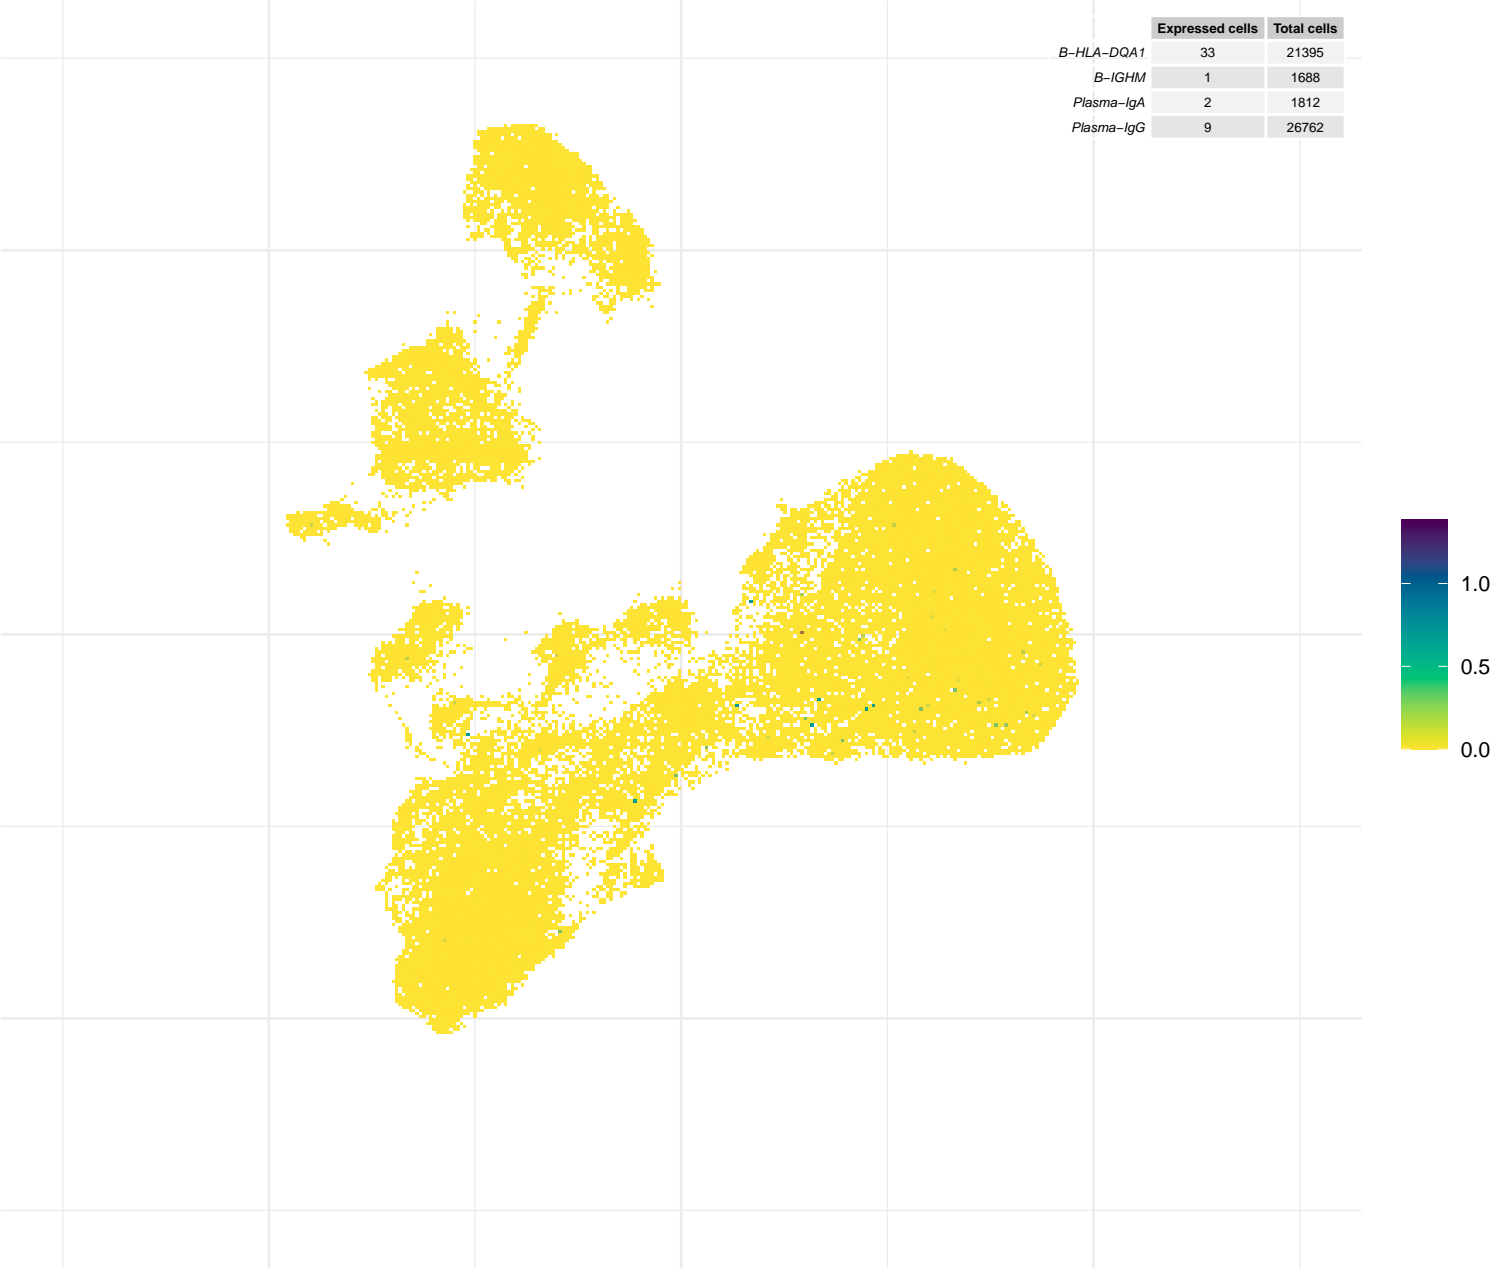 Expressed cells Total cells
B−HLA−DQA1 33 21395
B−IGHM 1 1688
Plasma−IgA 2 1812
Plasma−IgG 9 26762
1.0
0.5
0.0